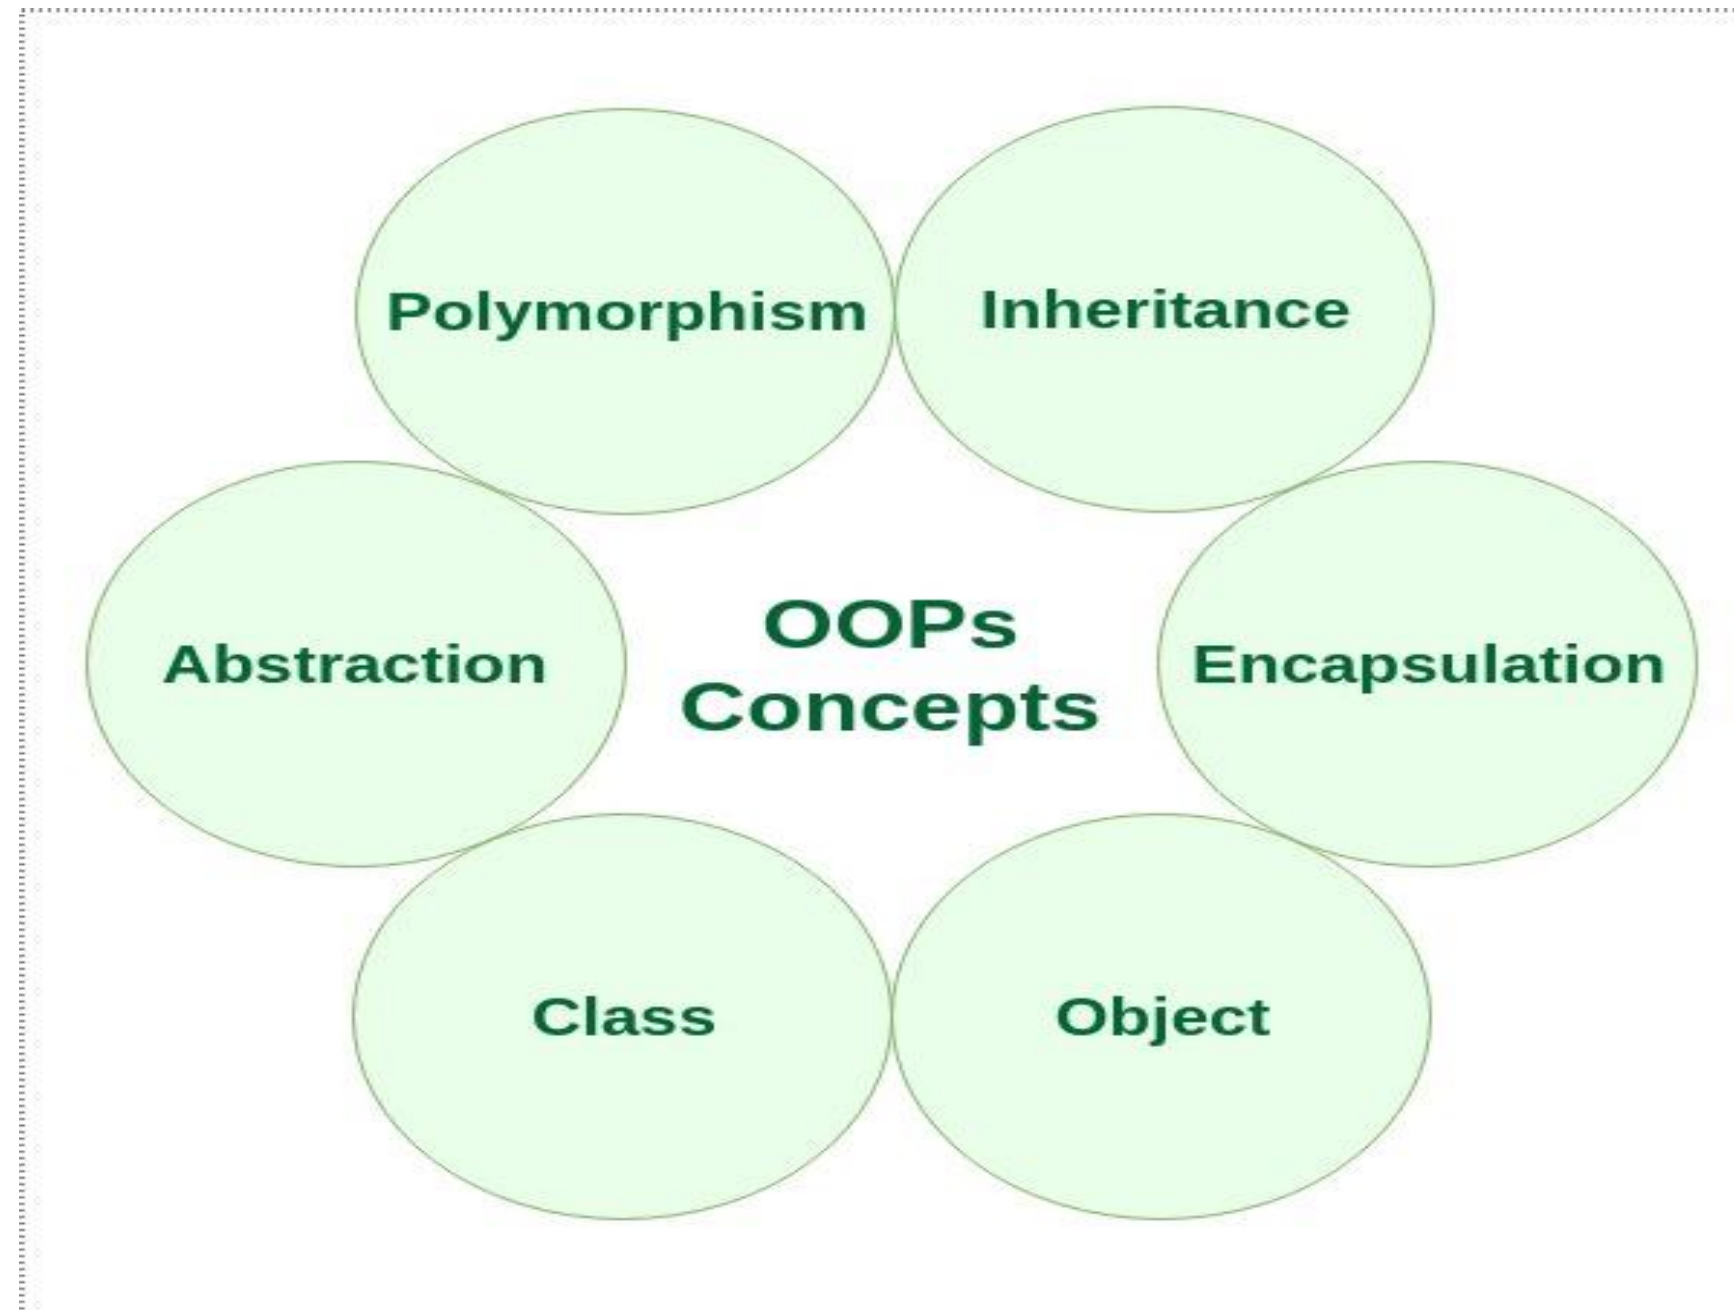 Polymorphism
Inheritance
Abstraction
OOPs
Concepts
Encapsulation
Class
Object